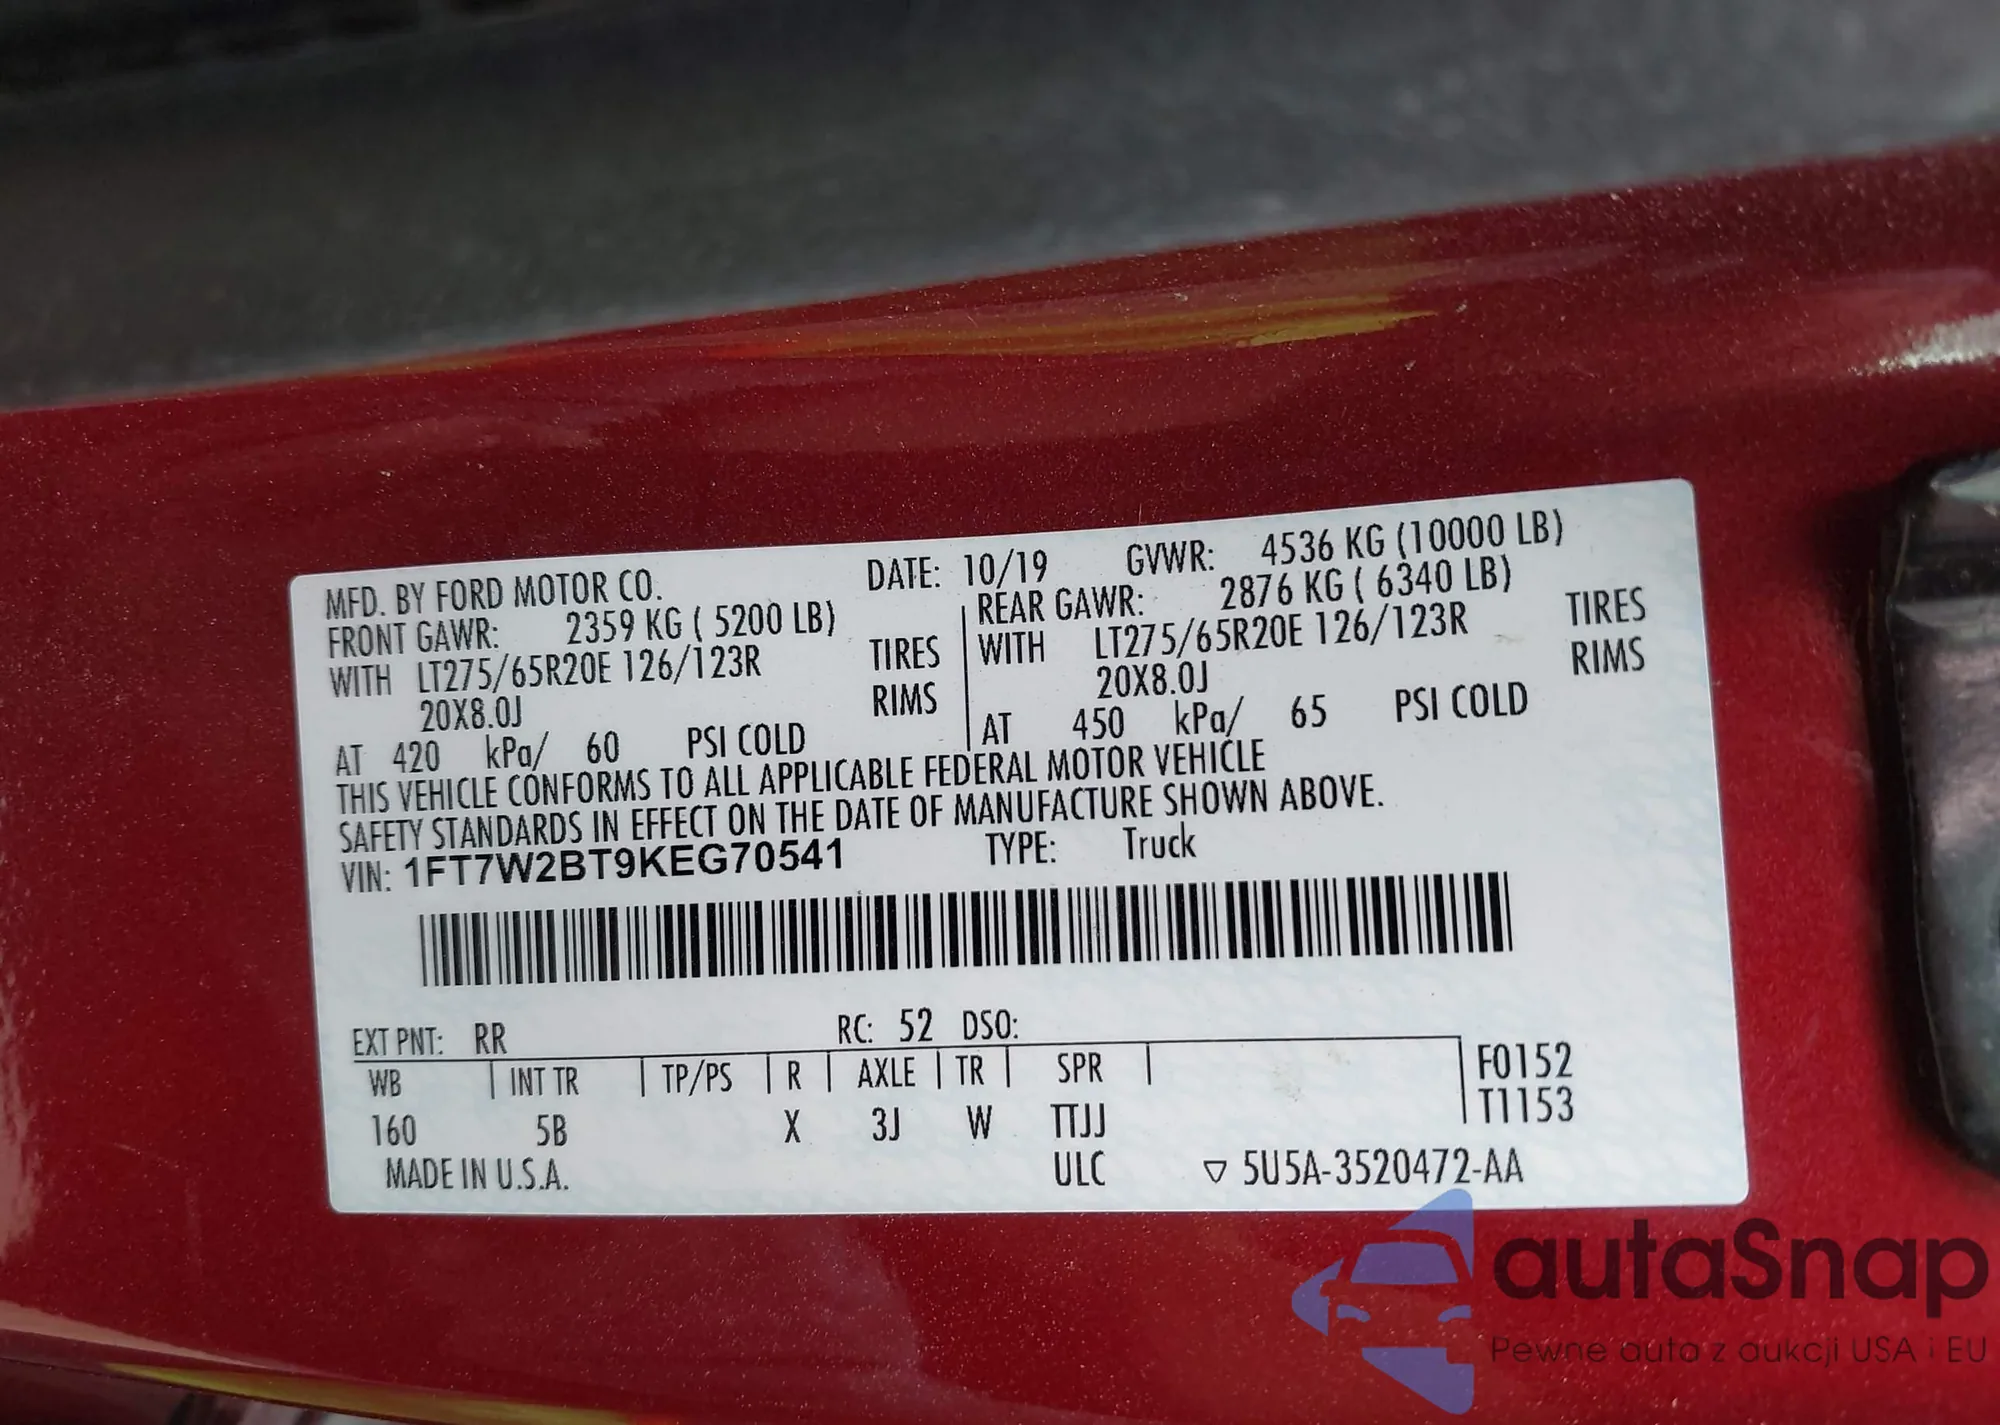 MFD. BY FORD MOTOR CO. DATE: 10/19 GVWR: 4536 KG (10000 LB)
FRONT GAWR: 2359 KG ( 5200 LB) REAR GAWR: 2876 KG ( 6340 LB)
WITH LT275/65R20E 126/123R TIRES WITH LT275/65R20E 126/123R TIRES
20X8.0J RIMS 20X8.0J RIMS
AT 420 kPa/ 60 PSI COLD AT 450 kPa/ 65 PSI COLD
THIS VEHICLE CONFORMS TO ALL APPLICABLE FEDERAL MOTOR VEHICLE
SAFETY STANDARDS IN EFFECT ON THE DATE OF MANUFACTURE SHOWN ABOVE.
VIN: 1FT7W2BT9KEG70541 TYPE: Truck
EXT PNT: RR RC: 52 DSO:
WB INT TR TP/PS R AXLE TR SPR F0152
160 5B X 3J W TTJJ T1153
MADE IN U.S.A. ULC ▽ 5U5A-3520472-AA
autaSnap
Pewne auta z aukcji USA i EU